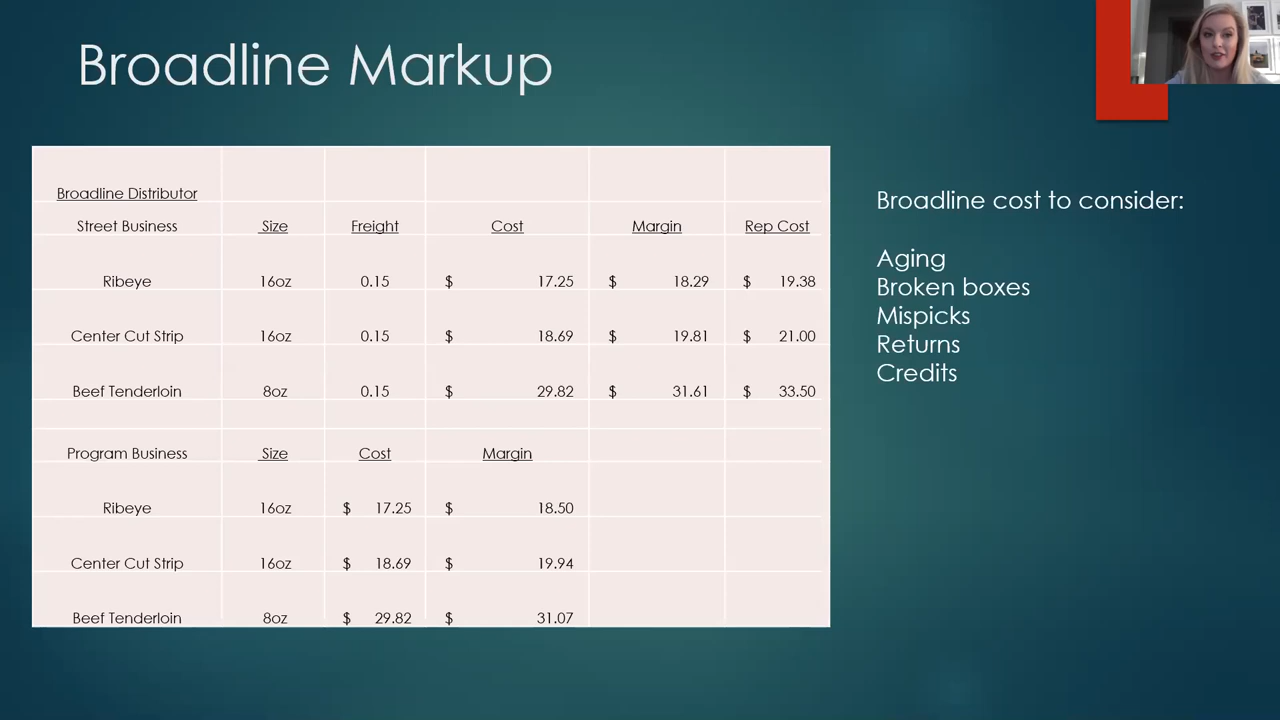 Broadline Markup
Broadline Distributor
Street Business Size Freight Cost Margin Rep Cost
Ribeye 16oz 0.15 $ 17.25 $ 18.29 $ 19.38
Center Cut Strip 16oz 0.15 $ 18.69 $ 19.81 $ 21.00
Beef Tenderloin 8oz 0.15 $ 29.82 $ 31.61 $ 33.50
Program Business Size Cost Margin
Ribeye 16oz $ 17.25 $ 18.50
Center Cut Strip 16oz $ 18.69 $ 19.94
Beef Tenderloin 8oz $ 29.82 $ 31.07
Broadline cost to consider:
Aging
Broken boxes
Mispicks
Returns
Credits